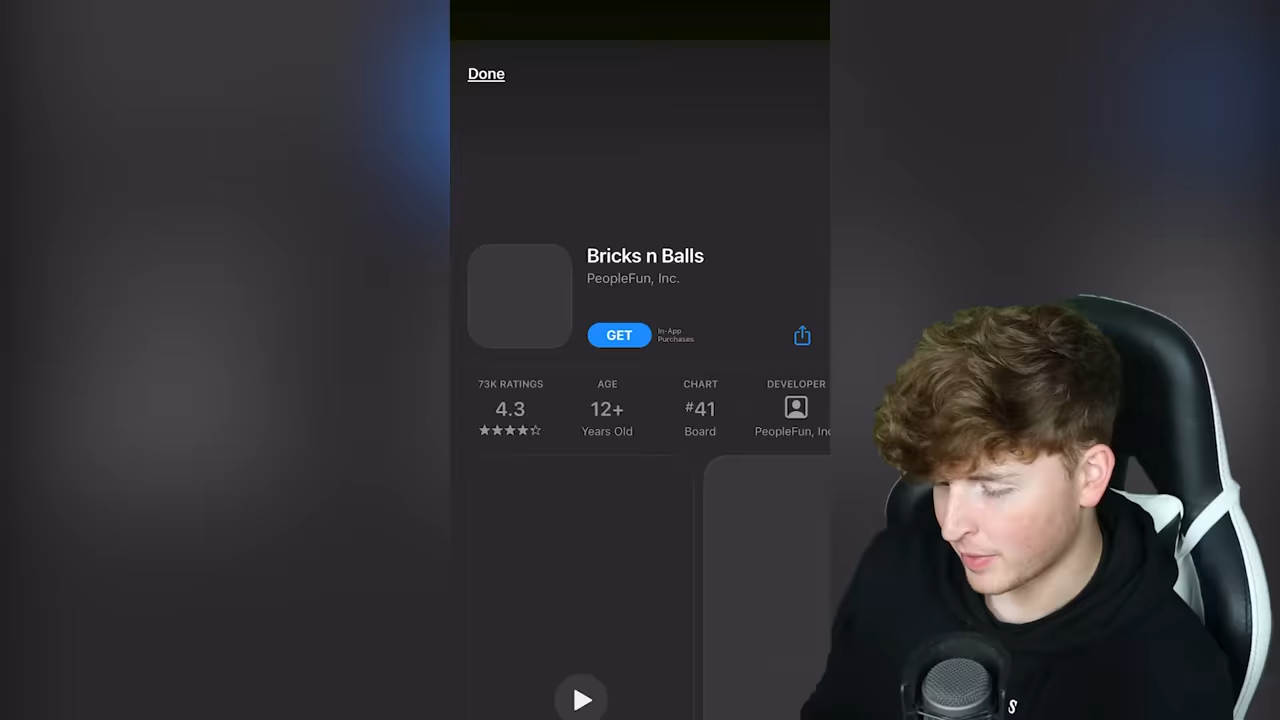 Done
Bricks n Balls
PeopleFun, Inc.
GET
In-App
Purchases
73K RATINGS
4.3
AGE
12+
Years Old
CHART
#41
Board
DEVELOPER
PeopleFun, Inc
S